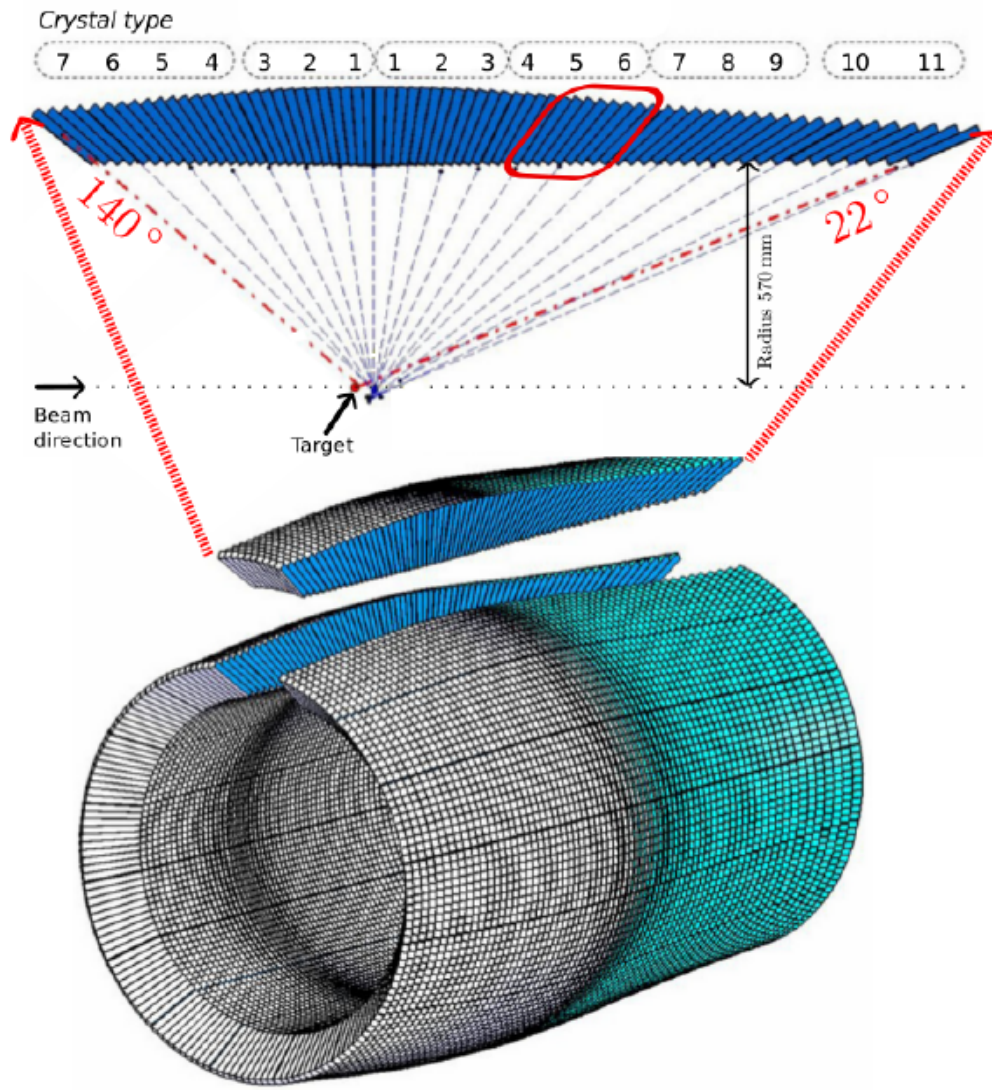 Crystal type
7 6 5 4 3 2 1 1 2 3 4 5 6 7 8 9 10 11
140°
22°
Radius 570 mm
Beam
direction
Target